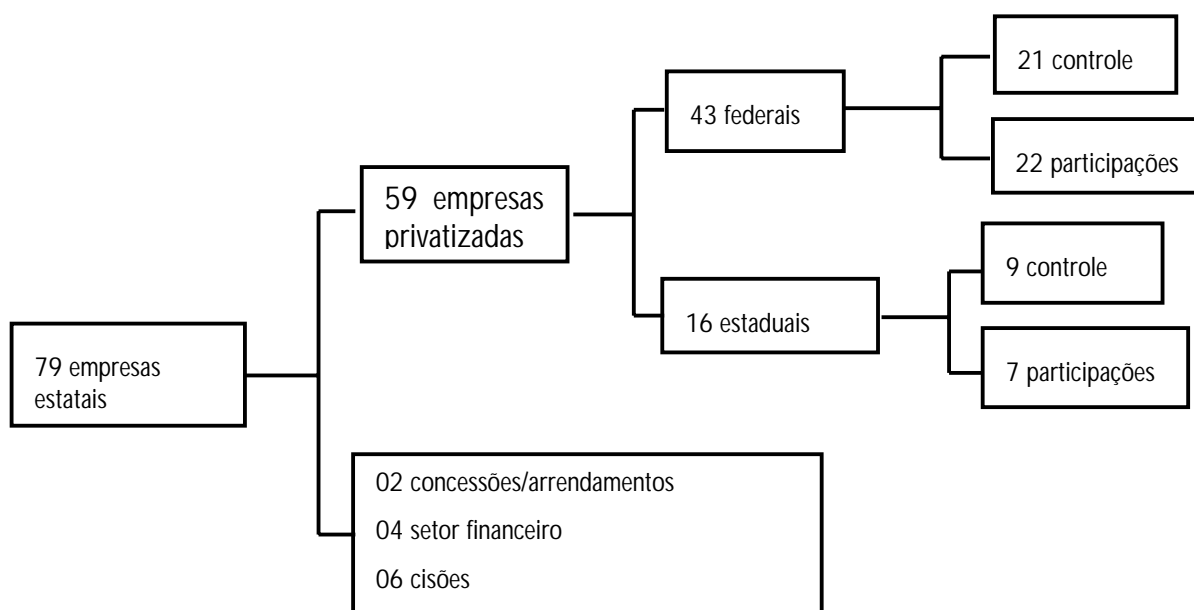 79 empresas
estatais
59 empresas
privatizadas
43 federais
21 controle
22 participações
16 estaduais
9 controle
7 participações
02 concessões/arrendamentos
04 setor financeiro
06 cisões